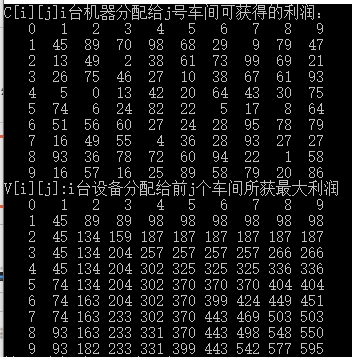 C[i][j]i台机器分配给j号车间可获得的利润:
0 1 2 3 4 5 6 7 8 9
1 45 89 70 98 68 29 9 79 47
2 13 49 2 38 61 73 99 69 21
3 26 75 46 27 10 38 67 61 93
4 5 0 13 42 20 64 43 30 75
5 74 6 24 82 22 5 17 8 64
6 51 56 60 27 24 28 95 78 79
7 16 49 55 4 36 28 93 27 27
8 93 36 78 72 60 94 22 1 58
9 16 57 16 16 89 58 79 20 86
V[i][j]:i台设备分配给前j个车间所获最大利润
0 1 2 3 4 5 6 7 8 9
1 45 89 89 98 98 98 98 98 98
2 45 134 159 187 187 187 187 187 187
3 45 134 204 257 257 257 257 266 266
4 45 134 204 302 325 325 325 336 336
5 74 134 204 302 370 370 370 404 404
6 74 163 204 302 370 399 424 449 451
7 74 163 233 302 370 443 469 503 503
8 93 163 233 331 370 443 498 548 550
9 93 182 233 331 399 443 542 577 595